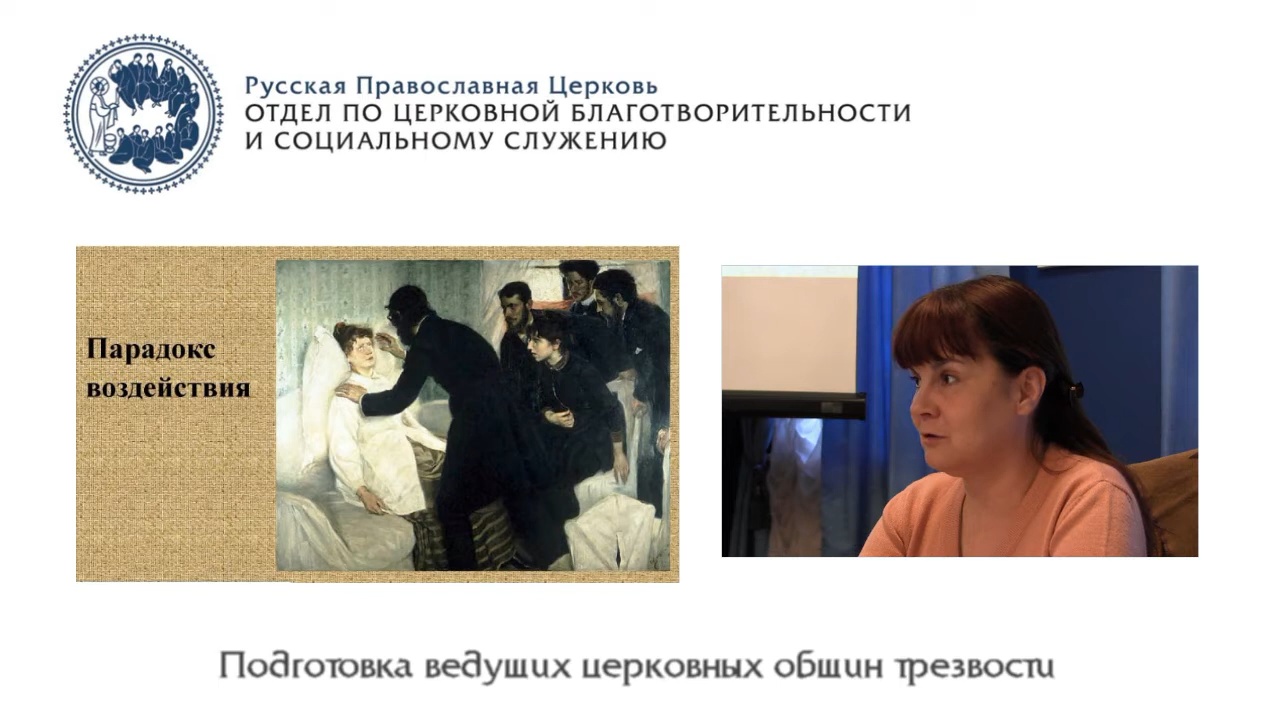 Русская Православная Церковь
ОТДЕЛ ПО ЦЕРКОВНОЙ БЛАГОТВОРИТЕЛЬНОСТИ
И СОЦИАЛЬНОМУ СЛУЖЕНИЮ
Парадокс
воздействия
Подготовка ведущих церковных общин трезвости